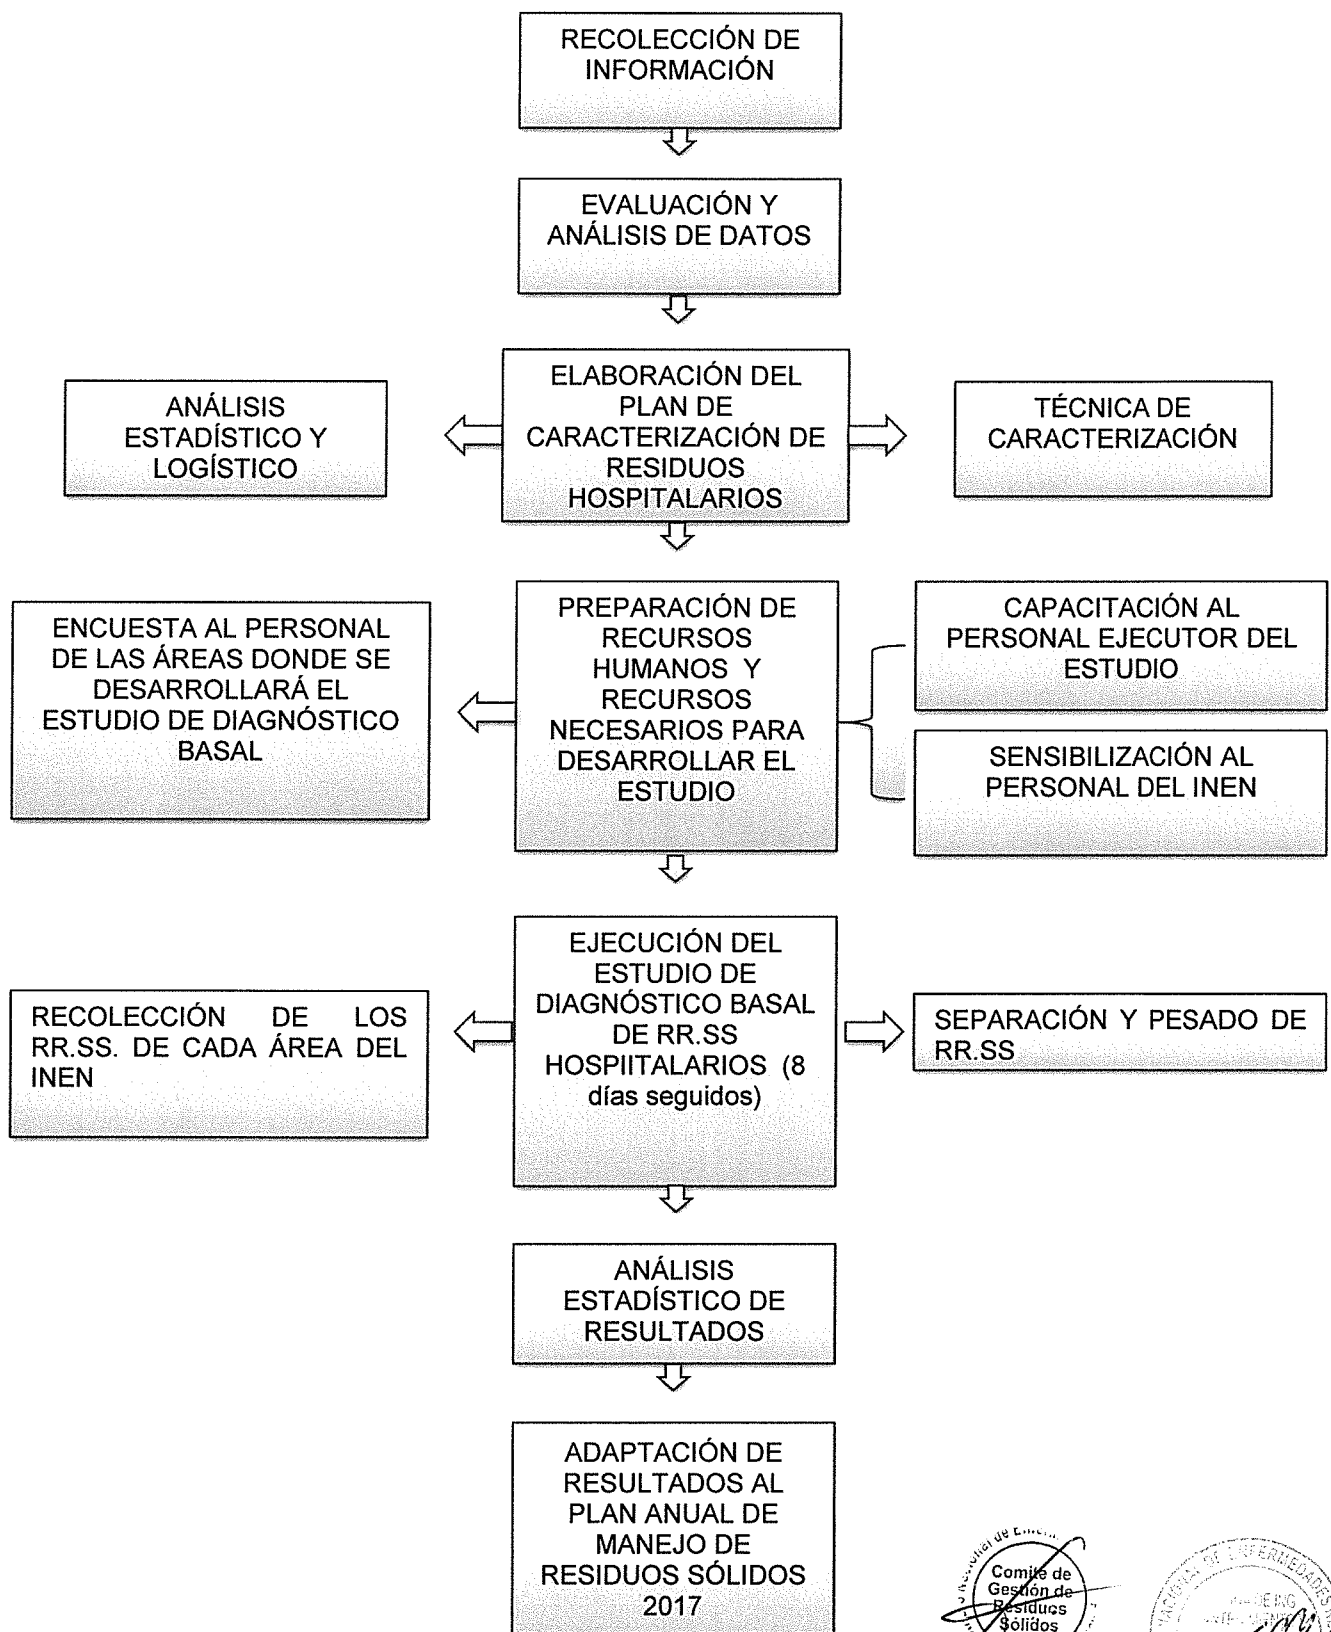 RECOLECCIÓN DE
INFORMACIÓN
EVALUACIÓN Y
ANÁLISIS DE DATOS
ANÁLISIS
ESTADÍSTICO Y
LOGÍSTICO
ELABORACIÓN DEL
PLAN DE
CARACTERIZACIÓN DE
RESIDUOS
HOSPITALARIOS
TÉCNICA DE
CARACTERIZACIÓN
ENCUESTA AL PERSONAL
DE LAS ÁREAS DONDE SE
DESARROLLARÁ EL
ESTUDIO DE DIAGNÓSTICO
BASAL
PREPARACIÓN DE
RECURSOS
HUMANOS Y
RECURSOS
NECESARIOS PARA
DESARROLLAR EL
ESTUDIO
CAPACITACIÓN AL
PERSONAL EJECUTOR DEL
ESTUDIO
SENSIBILIZACIÓN AL
PERSONAL DEL INEN
RECOLECCIÓN DE LOS
RR.SS. DE CADA ÁREA DEL
INEN
EJECUCIÓN DEL
ESTUDIO DE
DIAGNÓSTICO BASAL
DE RR.SS
HOSPIITALARIOS (8
días seguidos)
SEPARACIÓN Y PESADO DE
RR.SS
ANÁLISIS
ESTADÍSTICO DE
RESULTADOS
ADAPTACIÓN DE
RESULTADOS AL
PLAN ANUAL DE
MANEJO DE
RESIDUOS SÓLIDOS
2017
Comité de
Gestión de
Residuos
Sólidos
DE ENFERMEDADES